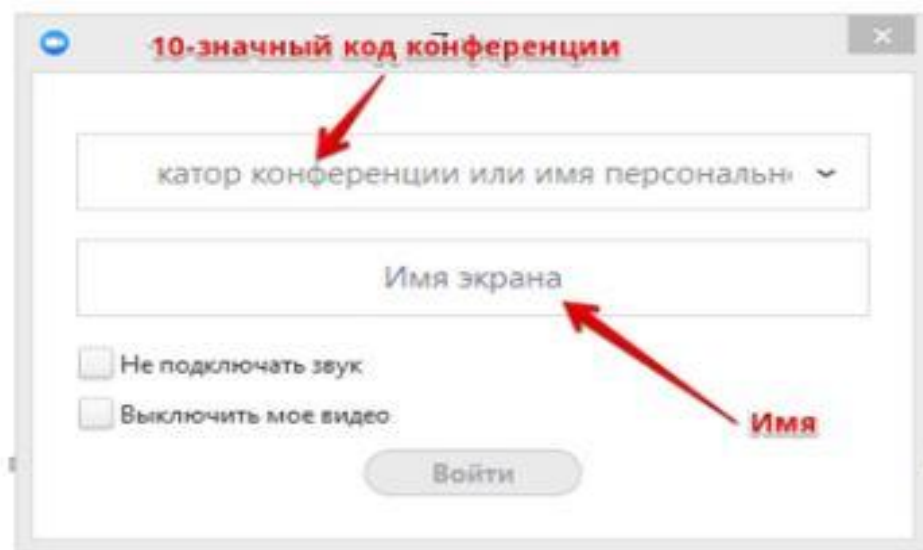 10-значный код конференции
катор конференции или имя персональн
Имя экрана
Не подключать звук
Выключить мое видео
Имя
Войти